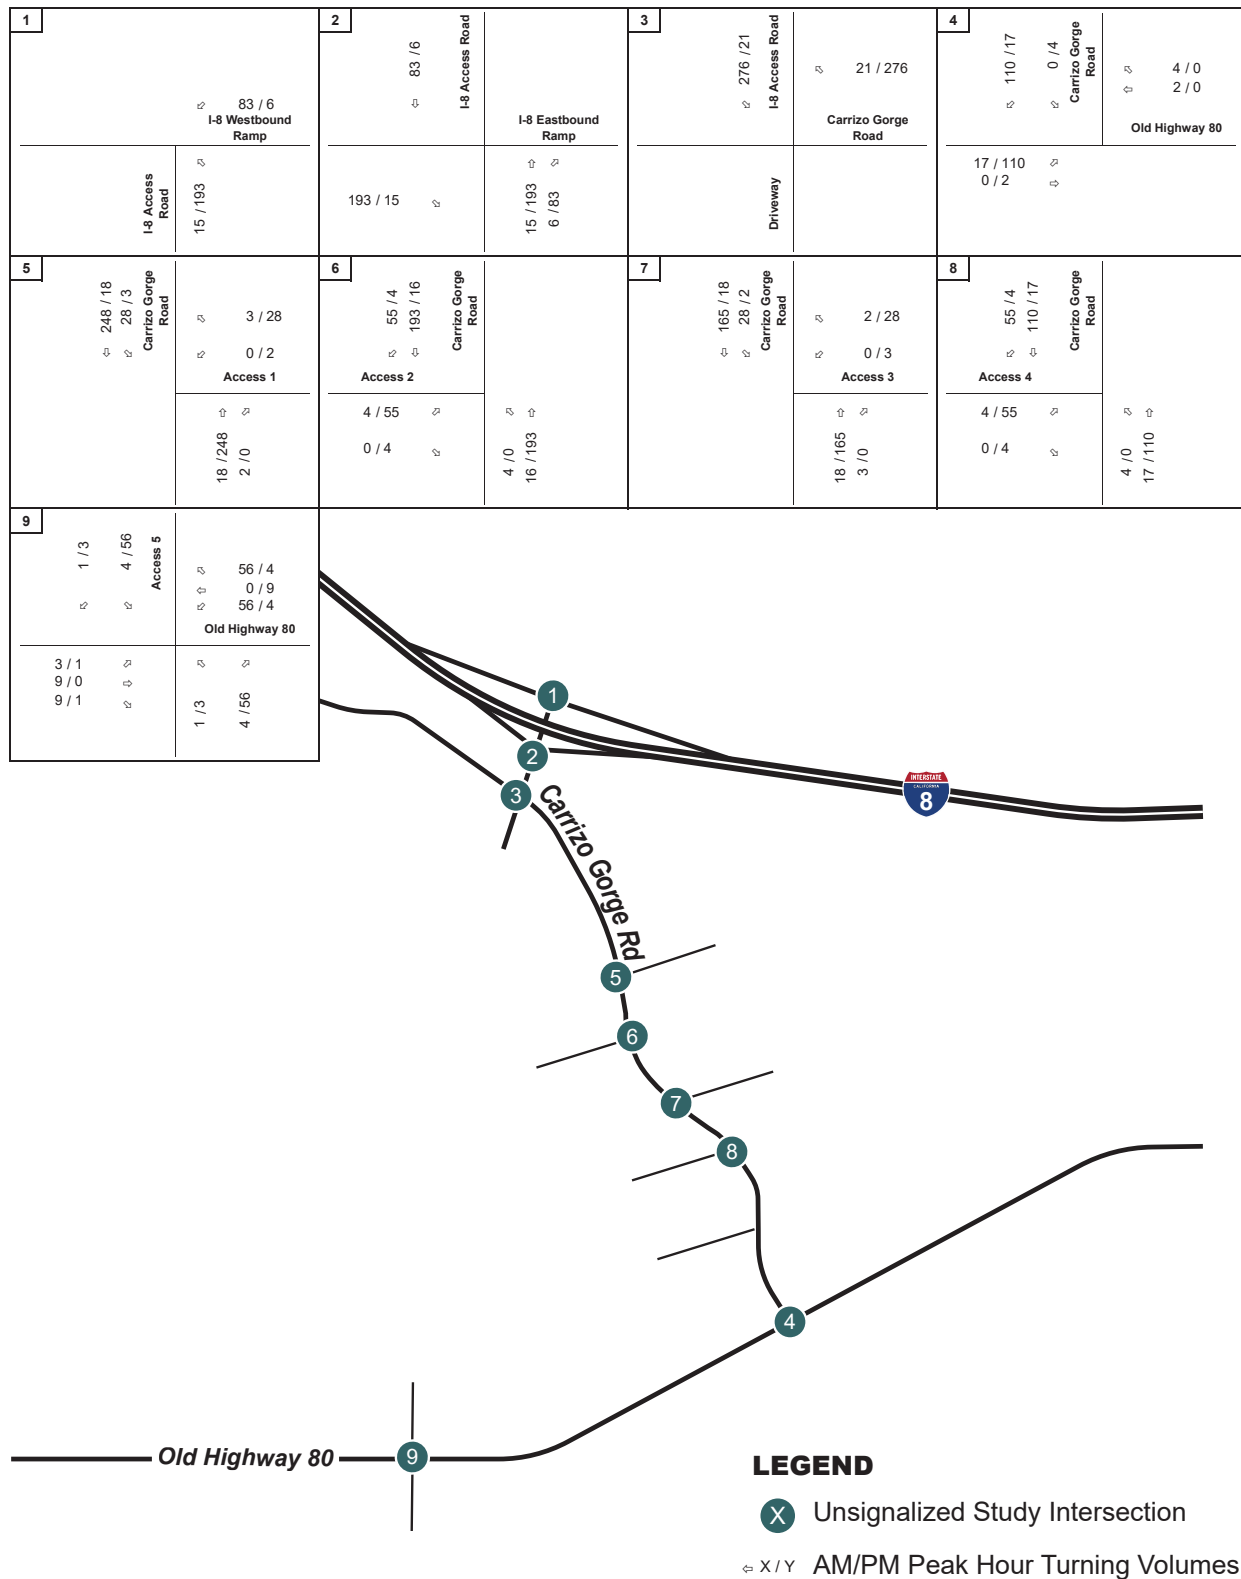 1
83 / 6
I-8 Westbound
Ramp
I-8 Access
Road
15 / 193
2
83 / 6
I-8 Access Road
I-8 Eastbound
Ramp
193 / 15
15 / 193
6 / 83
3
276 / 21
I-8 Access Road
21 / 276
Carrizo Gorge
Road
Driveway
4
110 / 17
0 / 4
Carrizo Gorge
Road
4 / 0
2 / 0
Old Highway 80
17 / 110
0 / 2
5
248 / 18
28 / 3
Carrizo Gorge
Road
3 / 28
0 / 2
Access 1
18 / 248
2 / 0
6
55 / 4
193 / 16
Carrizo Gorge
Road
Access 2
4 / 55
0 / 4
4 / 0
16 / 193
7
165 / 18
28 / 2
Carrizo Gorge
Road
2 / 28
0 / 3
Access 3
18 / 165
3 / 0
8
55 / 4
110 / 17
Carrizo Gorge
Road
Access 4
4 / 55
0 / 4
4 / 0
17 / 110
9
1 / 3
4 / 56
Access 5
56 / 4
0 / 9
56 / 4
Old Highway 80
3 / 1
9 / 0
9 / 1
1 / 3
4 / 56
1
2
3
Carrizo Gorge Rd
INTERSTATE
CALIFORNIA
8
5
6
7
8
4
Old Highway 80
9
LEGEND
X Unsignalized Study Intersection
X / Y AM/PM Peak Hour Turning Volumes